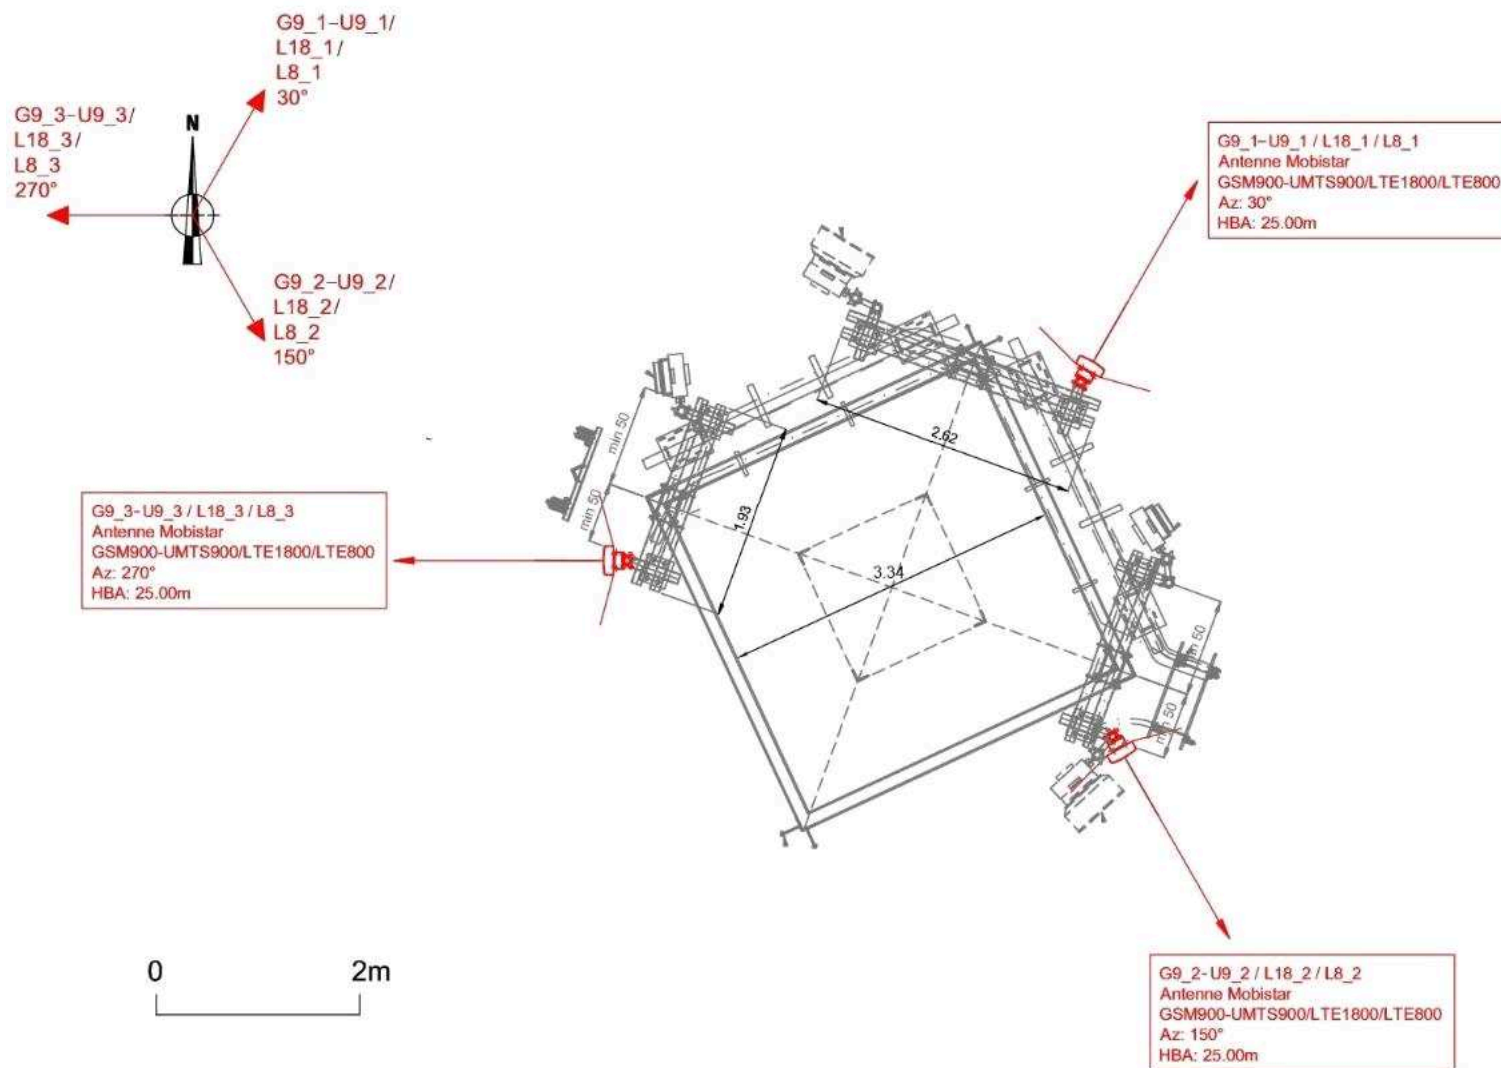 G9_1-U9_1/
L18_1/
L8_1
30°
G9_3-U9_3/
L18_3/
L8_3
270°
N
G9_2-U9_2/
L18_2/
L8_2
150°
G9_1-U9_1 / L18_1 / L8_1
Antenne Mobistar
GSM900-UMTS900/LTE1800/LTE800
Az: 30°
HBA: 25.00m
min 50
min 50
2.62
1.93
3.34
G9_3-U9_3 / L18_3 / L8_3
Antenne Mobistar
GSM900-UMTS900/LTE1800/LTE800
Az: 270°
HBA: 25.00m
min 50
min 50
0 2m
G9_2-U9_2 / L18_2 / L8_2
Antenne Mobistar
GSM900-UMTS900/LTE1800/LTE800
Az: 150°
HBA: 25.00m